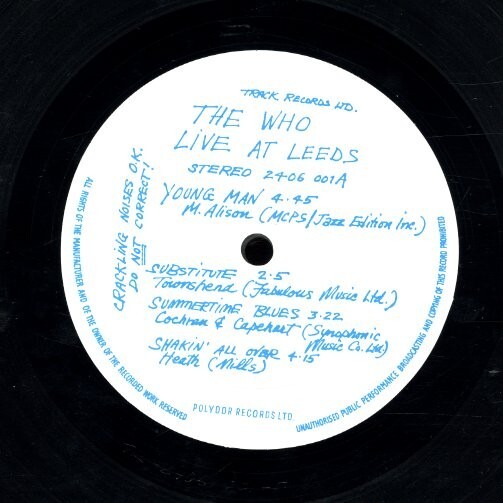 TRACK RECORDS LTD.
THE WHO
LIVE AT LEEDS
STEREO 2406 001A
YOUNG MAN 4.45
M. Alison (MCPS/Jazz Edition Inc.)
CRACKLING NOISES O.K.
DO NOT CORRECT!
SUBSTITUTE 2.5
Townshend (Fabulous Music Ltd.)
SUMMERTIME BLUES 3.22
Cochran & Capehart (Synophonic
Music Co. Ltd)
SHAKIN' ALL OVER 4.15
Heath (Mills)
POLYDOR RECORDS LTD
ALL RIGHTS OF THE MANUFACTURER AND OF THE OWNER OF THE RECORDED WORK RESERVED
UNAUTHORISED PUBLIC PERFORMANCE BROADCASTING AND COPYING OF THIS RECORD PROHIBITED